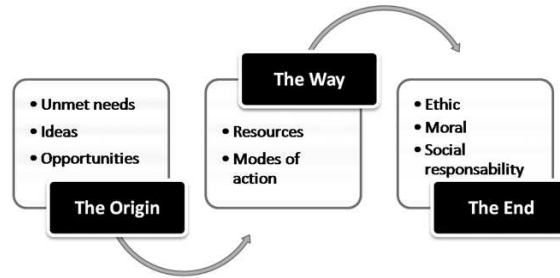 • Unmet needs
• Ideas
• Opportunities
The Origin
The Way
• Resources
• Modes of
action
• Ethic
• Moral
• Social
responsability
The End